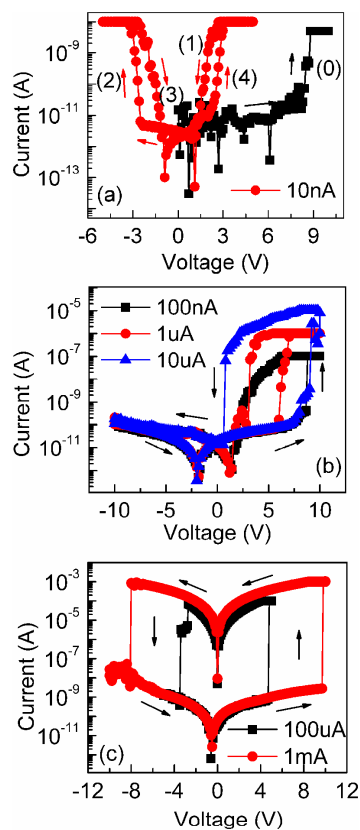 Current (A)
10⁻⁹
10⁻¹¹
10⁻¹³
(1)
(2)
(3)
(4)
(0)
(a)
10nA
-6 -3 0 3 6 9
Voltage (V)
Current (A)
10⁻⁵
10⁻⁷
10⁻⁹
10⁻¹¹
100nA
1uA
10uA
(b)
-10 -5 0 5 10
Voltage (V)
Current (A)
10⁻³
10⁻⁵
10⁻⁷
10⁻⁹
10⁻¹¹
(c)
100uA
1mA
-12 -8 -4 0 4 8 12
Voltage (V)